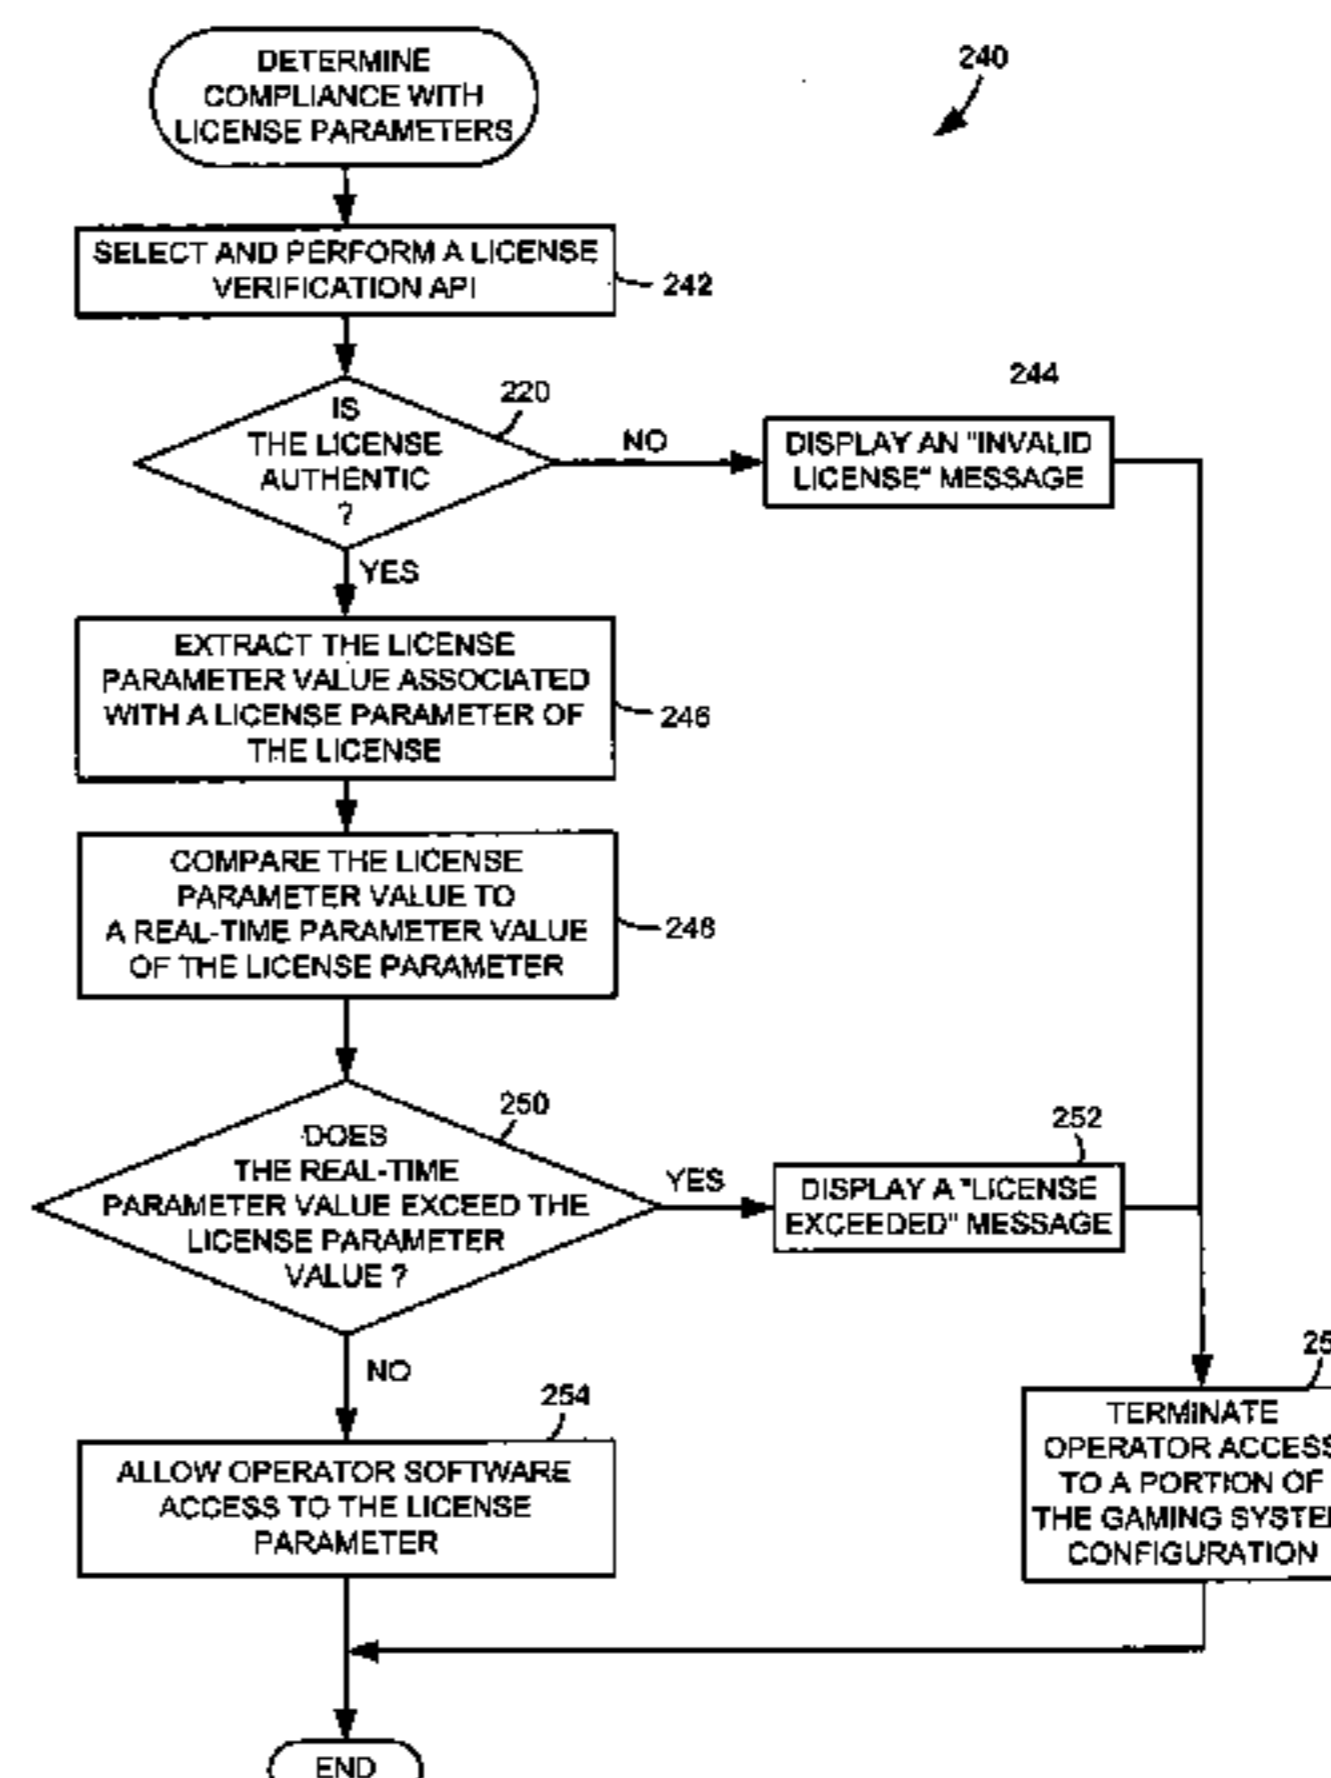 DETERMINE
COMPLIANCE WITH
LICENSE PARAMETERS
240
SELECT AND PERFORM A LICENSE
VERIFICATION API
242
IS
THE LICENSE
AUTHENTIC
?
220
NO
244
DISPLAY AN "INVALID
LICENSE" MESSAGE
YES
EXTRACT THE LICENSE
PARAMETER VALUE ASSOCIATED
WITH A LICENSE PARAMETER OF
THE LICENSE
246
COMPARE THE LICENSE
PARAMETER VALUE TO
A REAL-TIME PARAMETER VALUE
OF THE LICENSE PARAMETER
248
DOES
THE REAL-TIME
PARAMETER VALUE EXCEED THE
LICENSE PARAMETER
VALUE ?
250
YES
252
DISPLAY A "LICENSE
EXCEEDED" MESSAGE
NO
254
ALLOW OPERATOR SOFTWARE
ACCESS TO THE LICENSE
PARAMETER
TERMINATE
OPERATOR ACCESS
TO A PORTION OF
THE GAMING
CONFIGURATION
END